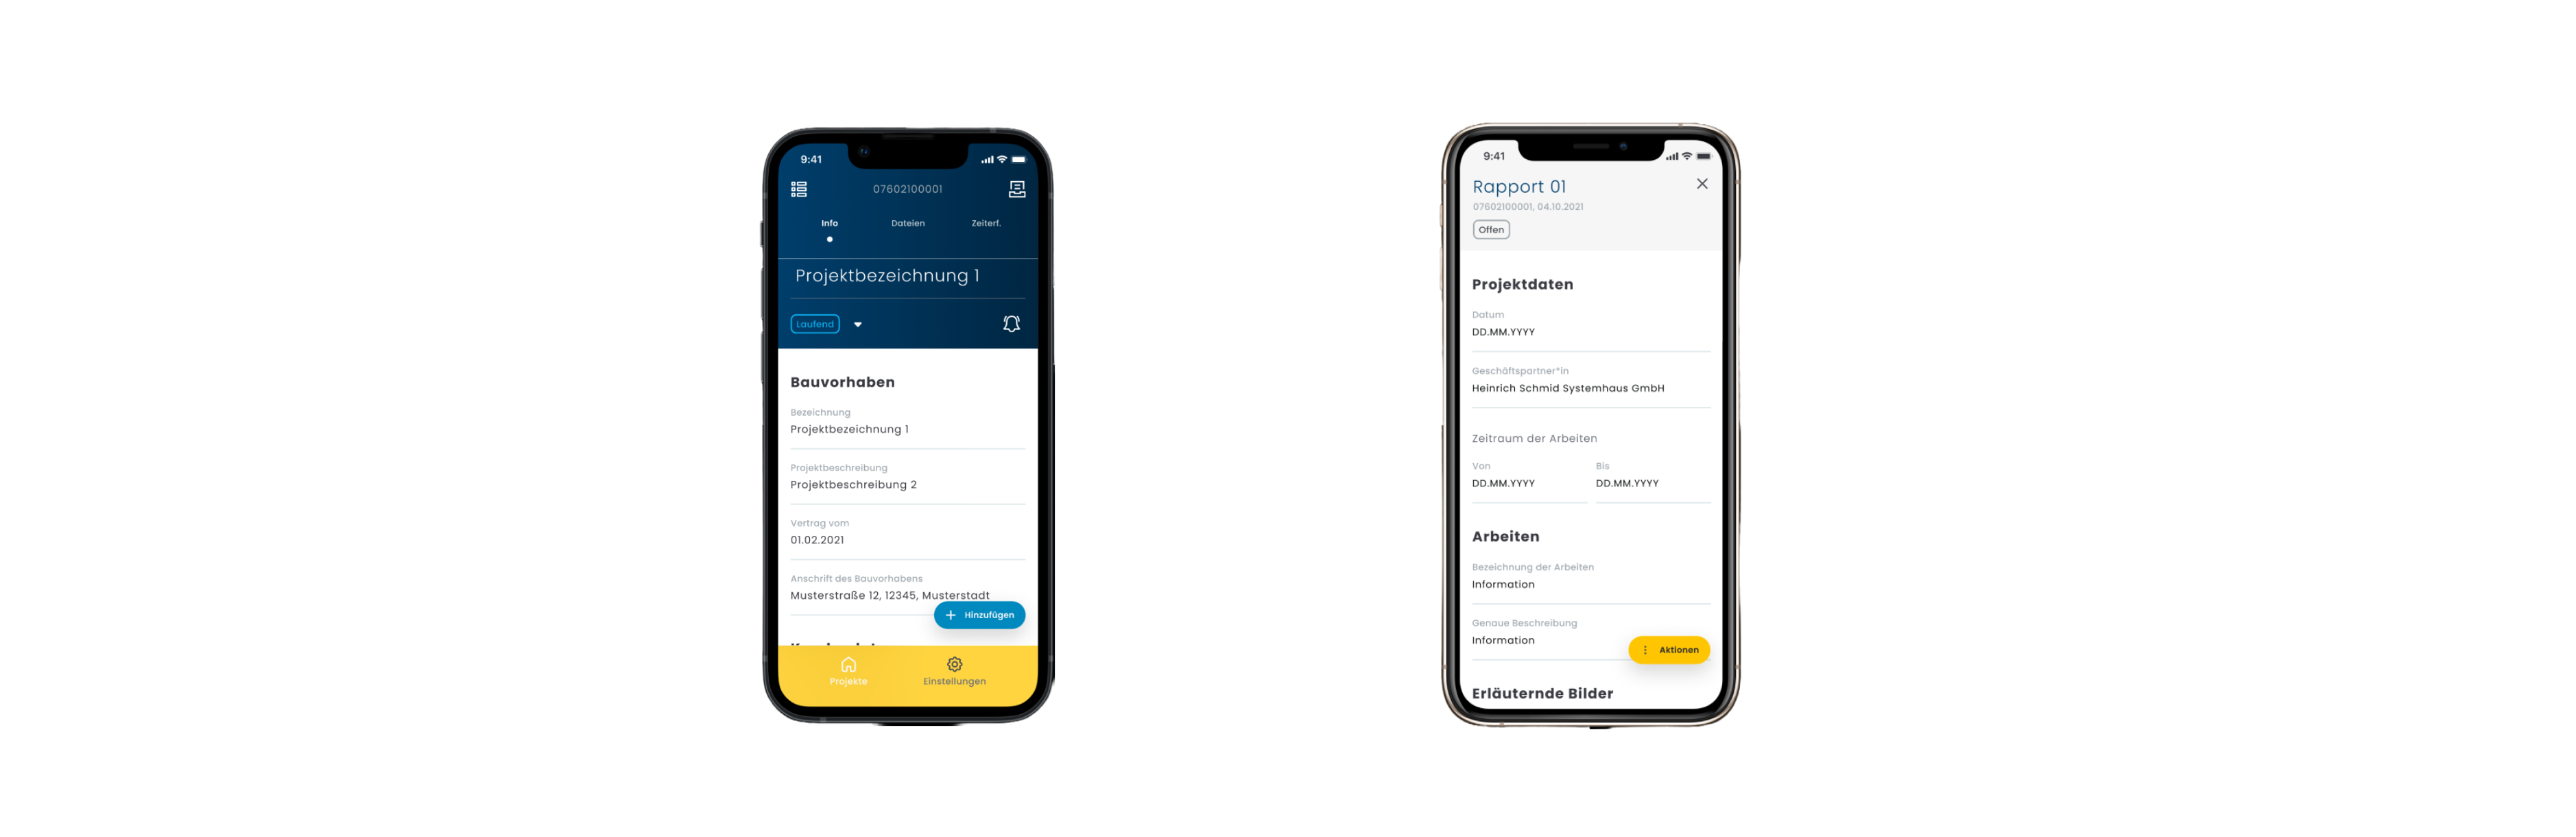 9:41
07602100001
Info Dateien Zeiterf.
Projektbezeichnung 1
Laufend
Bauvorhaben
Bezeichnung
Projektbezeichnung 1
Projektbeschreibung
Projektbeschreibung 2
Vertrag vom
01.02.2021
Anschrift des Bauvorhabens
Musterstraße 12, 12345, Musterstadt
+ Hinzufügen
Projekte Einstellungen
9:41
Rapport 01
07602100001, 04.10.2021
Offen
Projektdaten
Datum
DD.MM.YYYY
Geschäftspartner*in
Heinrich Schmid Systemhaus GmbH
Zeitraum der Arbeiten
Von Bis
DD.MM.YYYY DD.MM.YYYY
Arbeiten
Bezeichnung der Arbeiten
Information
Genaue Beschreibung
Information
Aktionen
Erläuternde Bilder